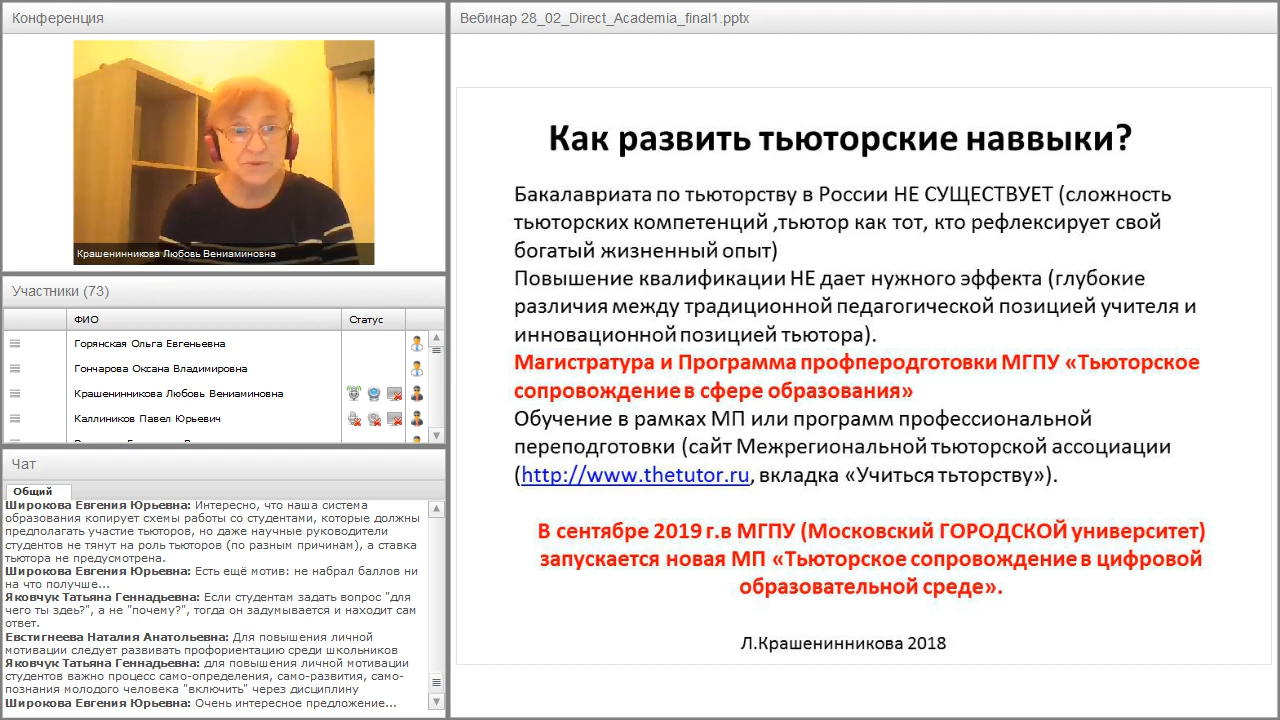 Конференция
Крашенинникова Любовь Вениаминовна
Участники (73)
ФИО
Статус
Горянская Ольга Евгеньевна
Гончарова Оксана Владимировна
Крашенинникова Любовь Вениаминовна
Каллиников Павел Юрьевич
Чат
Общий
Широкова Евгения Юрьевна: Интересно, что наша система
образования копирует схемы работы со студентами, которые должны
предполагать участие тьюторов, но даже научные руководители
студентов не тянут на роль тьюторов (по разным причинам), а ставка
тьютора не предусмотрена.
Широкова Евгения Юрьевна: Есть ещё мотив: не набрал баллов ни
на что получше...
Яковчук Татьяна Геннадьевна: Если студентам задать вопрос "для
чего ты здеь?", а не "почему?", тогда он задумывается и находит сам
ответ.
Евстигнеева Наталия Анатольевна: Для повышения личной
мотивации следует развивать профориентацию среди школьников
Яковчук Татьяна Геннадьевна: для повышения личной мотивации
студентов важно процесс само-определения, само-развития, само-
познания молодого человека "включить" через дисциплину
Широкова Евгения Юрьевна: Очень интересное предложение...
Вебинар 28_02_Direct_Academia_final1.pptx
Как развить тьюторские наввыки?
Бакалавриата по тьюторству в России НЕ СУЩЕСТВУЕТ (сложность
тьюторских компетенций ,тьютор как тот, кто рефлексирует свой
богатый жизненный опыт)
Повышение квалификации НЕ дает нужного эффекта (глубокие
различия между традиционной педагогической позицией учителя и
инновационной позицией тьютора).
Магистратура и Программа профпероdготовки МГПУ «Тьюторское
сопровождение в сфере образования»
Обучение в рамках МП или программ профессиональной
переподготовки (сайт Межрегиональной тьюторской ассоциации
(http://www.thetutor.ru, вкладка «Учиться тьторству»).
В сентябре 2019 г.в МГПУ (Московский ГОРОДСКОЙ университет)
запускается новая МП «Тьюторское сопровождение в цифровой
образовательной среде».
Л.Крашенинникова 2018